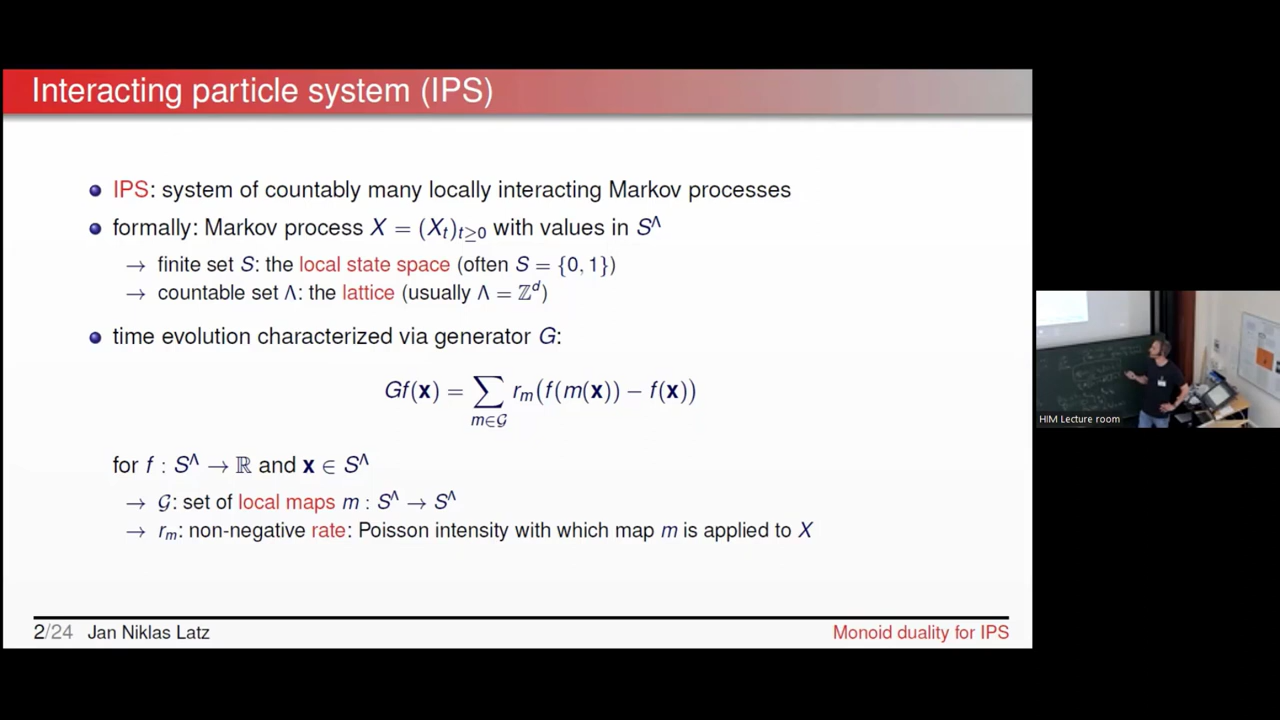 Interacting particle system (IPS)
IPS: system of countably many locally interacting Markov processes
formally: Markov process X = (X_t)_{t≥0} with values in S^Λ
→ finite set S: the local state space (often S = {0, 1})
→ countable set Λ: the lattice (usually Λ = ℤ^d)
time evolution characterized via generator G:
Gf(x) = ∑_{m∈𝒢} r_m(f(m(x)) − f(x))
for f : S^Λ → ℝ and x ∈ S^Λ
→ 𝒢: set of local maps m : S^Λ → S^Λ
→ r_m: non-negative rate: Poisson intensity with which map m is applied to X
2/24 Jan Niklas Latz
Monoid duality for IPS
HIM Lecture room